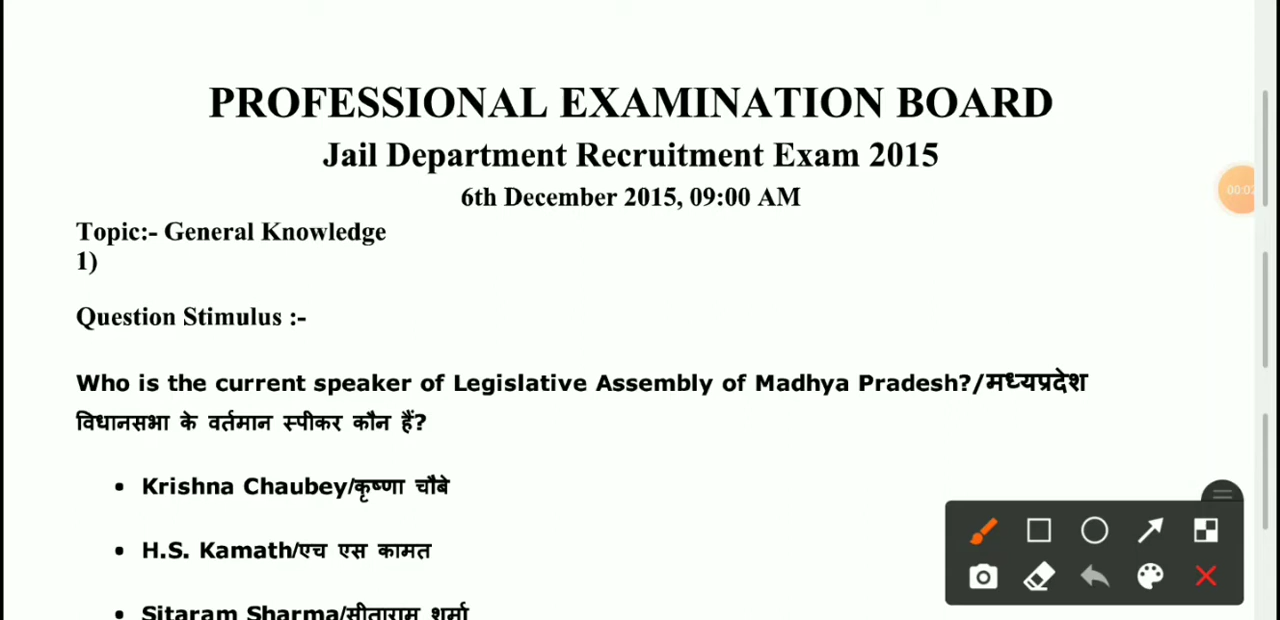 PROFESSIONAL EXAMINATION BOARD
Jail Department Recruitment Exam 2015
6th December 2015, 09:00 AM
Topic:- General Knowledge
1)
Question Stimulus :-
Who is the current speaker of Legislative Assembly of Madhya Pradesh?/मध्यप्रदेश
विधानसभा के वर्तमान स्पीकर कौन हैं?
• Krishna Chaubey/कृष्णा चौबे
• H.S. Kamath/एच एस कामत
• Sitaram Sharma/सीताराम शर्मा